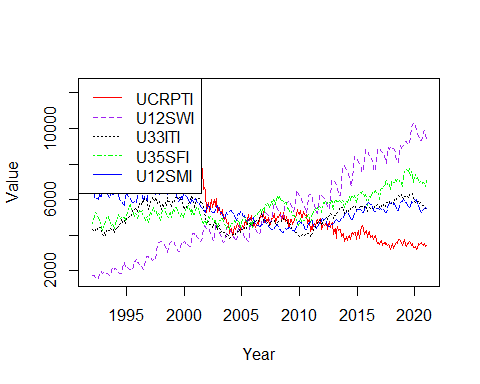 UCRPTI
U12SWI
U33ITI
U35SFI
U12SMI
Value
2000
6000
10000
1995
2000
2005
2010
2015
2020
Year